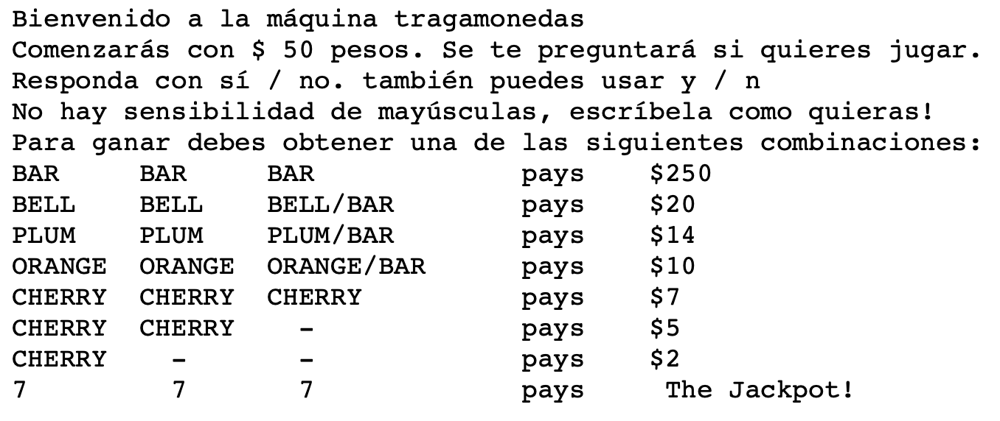 Bienvenido a la máquina tragamonedas
Comenzarás con $ 50 pesos. Se te preguntará si quieres jugar.
Responda con sí / no. también puedes usar y / n
No hay sensibilidad de mayúsculas, escríbela como quieras!
Para ganar debes obtener una de las siguientes combinaciones:
BAR BAR BAR pays $250
BELL BELL BELL/BAR pays $20
PLUM PLUM PLUM/BAR pays $14
ORANGE ORANGE ORANGE/BAR pays $10
CHERRY CHERRY CHERRY pays $7
CHERRY CHERRY - pays $5
CHERRY - - pays $2
7 7 7 pays The Jackpot!